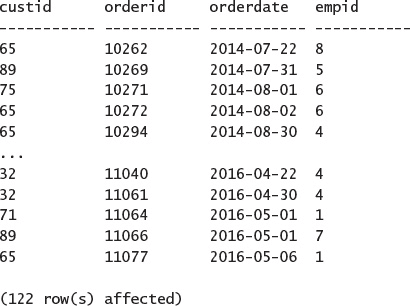 custid      orderid     orderdate   empid
----------- ----------- ----------- -----------
65          10262       2014-07-22  8
89          10269       2014-07-31  5
75          10271       2014-08-01  6
65          10272       2014-08-02  6
65          10294       2014-08-30  4
...
32          11040       2016-04-22  4
32          11061       2016-04-30  4
71          11064       2016-05-01  1
89          11066       2016-05-01  7
65          11077       2016-05-06  1
(122 row(s) affected)